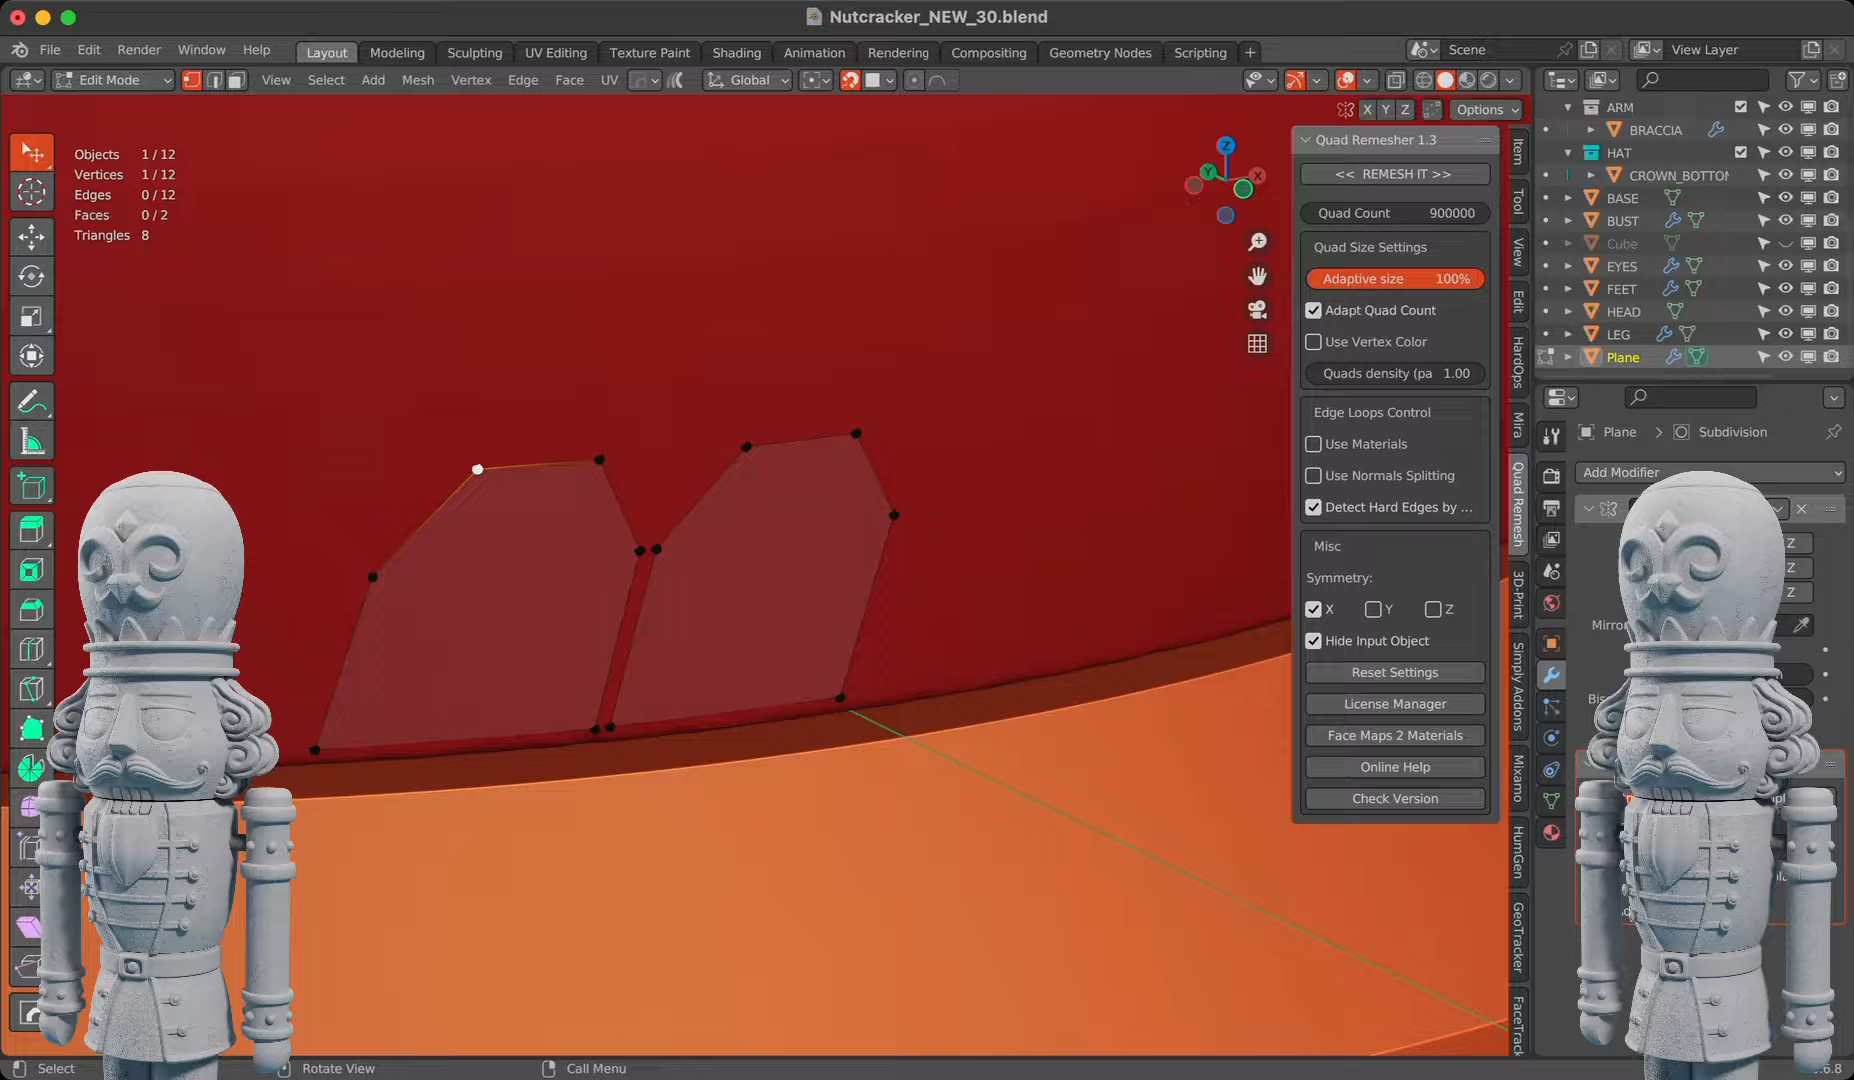 Nutcracker_NEW_30.blend
File Edit Render Window Help
Layout Modeling Sculpting UV Editing Texture Paint Shading Animation Rendering Compositing Geometry Nodes Scripting +
Scene
View Layer
Edit Mode
View Select Add Mesh Vertex Edge Face UV
Global
X Y Z
Options
Objects 1 / 12
Vertices 1 / 12
Edges 0 / 12
Faces 0 / 2
Triangles 8
Z
Y
X
Quad Remesher 1.3
<< REMESH IT >>
Quad Count 900000
Quad Size Settings
Adaptive size 100%
Adapt Quad Count
Use Vertex Color
Quads density (pa 1.00
Edge Loops Control
Use Materials
Use Normals Splitting
Detect Hard Edges by ...
Misc
Symmetry:
X Y Z
Hide Input Object
Reset Settings
License Manager
Face Maps 2 Materials
Online Help
Check Version
Item
Tool
View
Edit
HardOps
Mira
Quad Remesh
3D-Print
Simply Addons
Mixamo
HumGen
GeoTracker
FaceTrack
ARM
BRACCIA
HAT
CROWN_BOTTON
BASE
BUST
Cube
EYES
FEET
HEAD
LEG
Plane
Plane > Subdivision
Add Modifier
Z
Z
Z
Mirro
Bis
Select
Rotate View
Call Menu
.6.8